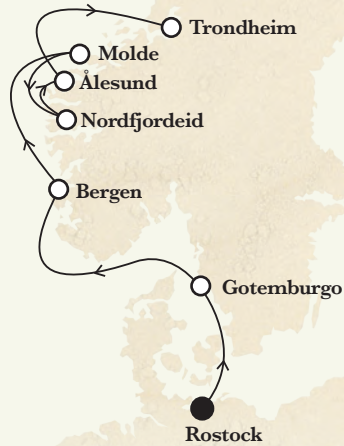 Trondheim
Molde
Ålesund
Nordfjordeid
Bergen
Gotemburgo
Rostock